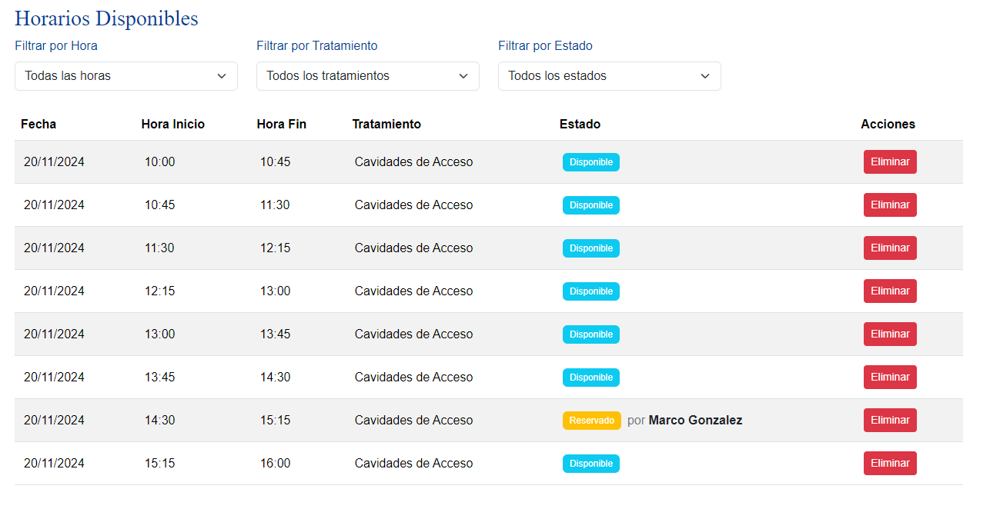 Horarios Disponibles
Filtrar por Hora Filtrar por Tratamiento Filtrar por Estado
Todas las horas Todos los tratamientos Todos los estados
Fecha Hora Inicio Hora Fin Tratamiento Estado Acciones
20/11/2024 10:00 10:45 Cavidades de Acceso Disponible Eliminar
20/11/2024 10:45 11:30 Cavidades de Acceso Disponible Eliminar
20/11/2024 11:30 12:15 Cavidades de Acceso Disponible Eliminar
20/11/2024 12:15 13:00 Cavidades de Acceso Disponible Eliminar
20/11/2024 13:00 13:45 Cavidades de Acceso Disponible Eliminar
20/11/2024 13:45 14:30 Cavidades de Acceso Disponible Eliminar
20/11/2024 14:30 15:15 Cavidades de Acceso Reservado por Marco Gonzalez Eliminar
20/11/2024 15:15 16:00 Cavidades de Acceso Disponible Eliminar